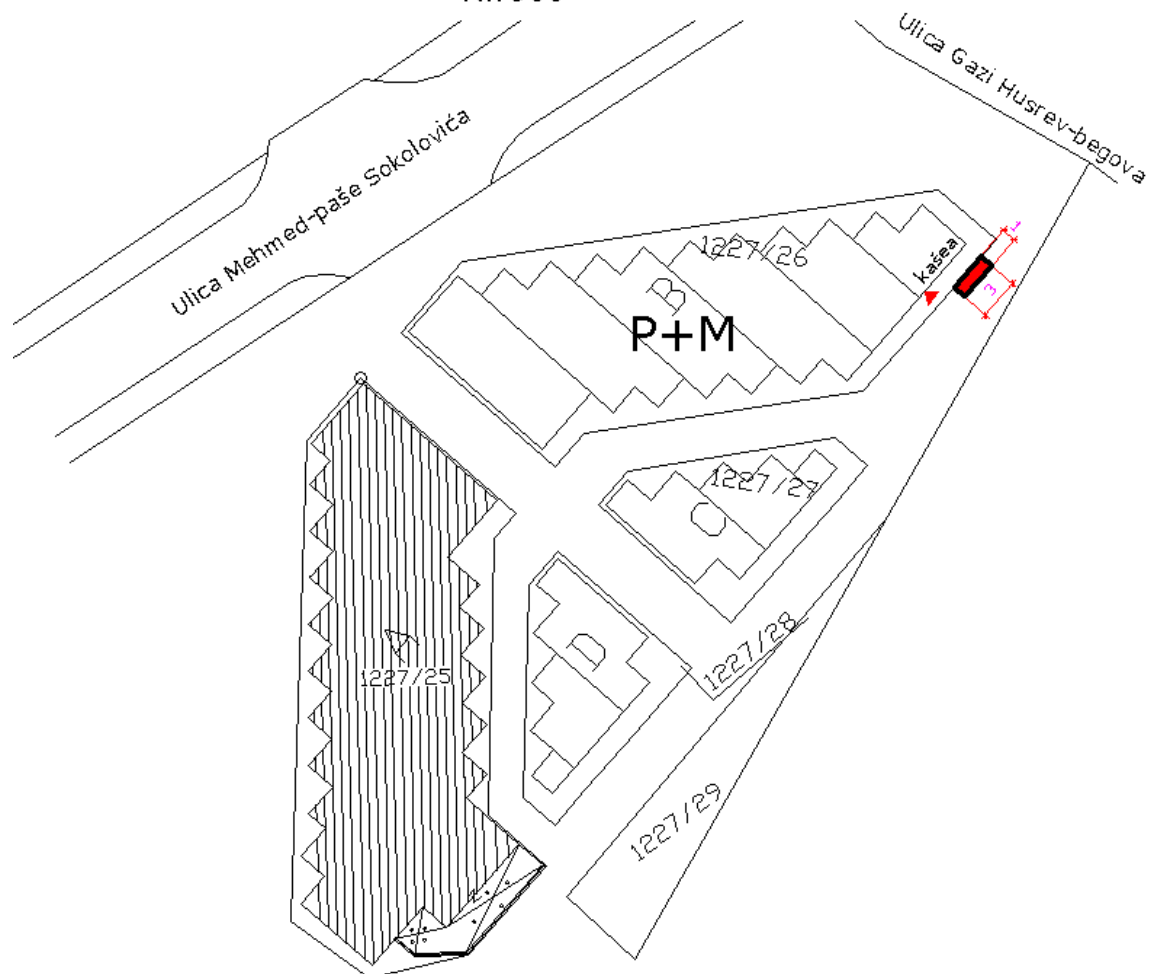 Ulica Gazi Husrev-begova
Ulica Mehmed-paše Sokolovića
1227/26
kašea
1
3
B
P+M
1227/27
C
A
1227/25
D
1227/28
1227/29